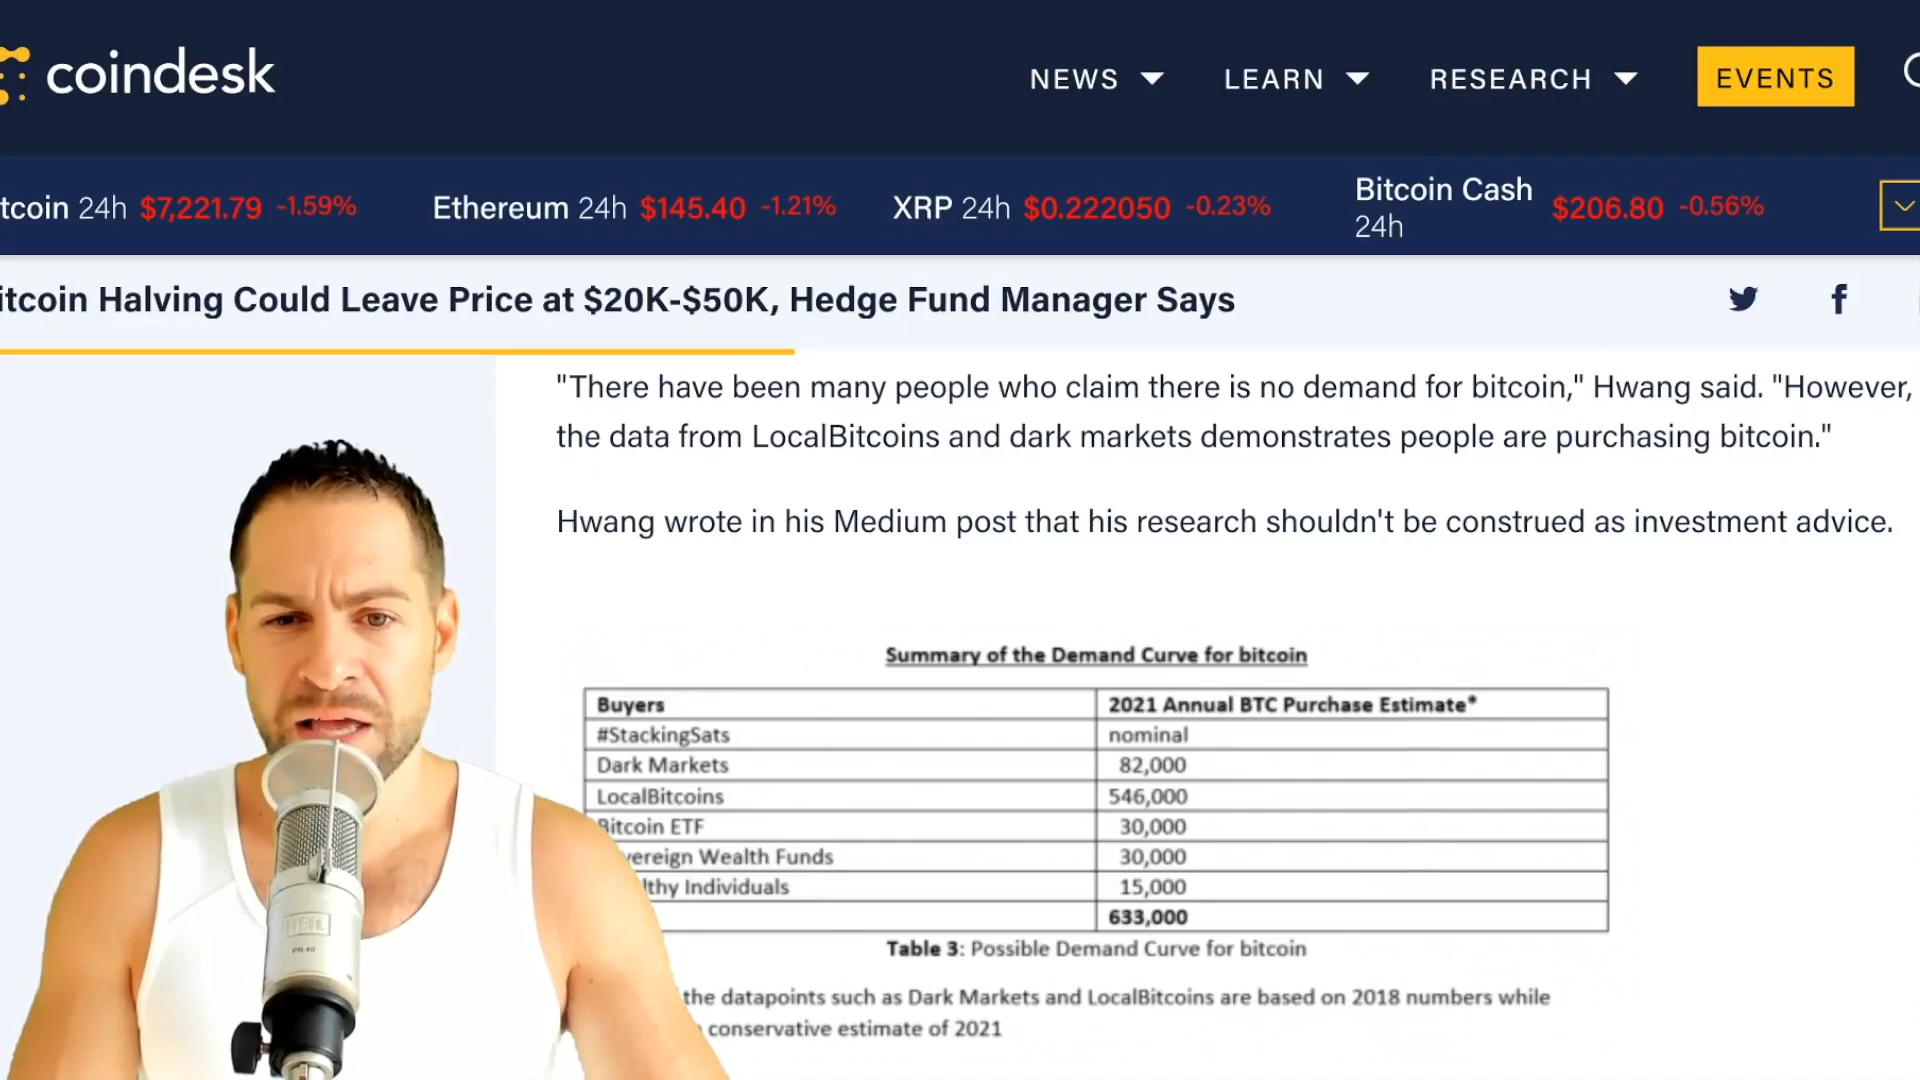 coindesk
NEWS LEARN RESEARCH EVENTS
tcoin 24h $7,221.79 -1.59% Ethereum 24h $145.40 -1.21% XRP 24h $0.222050 -0.23% Bitcoin Cash 24h $206.80 -0.56%
itcoin Halving Could Leave Price at $20K-$50K, Hedge Fund Manager Says
"There have been many people who claim there is no demand for bitcoin," Hwang said. "However,
the data from LocalBitcoins and dark markets demonstrates people are purchasing bitcoin."
Hwang wrote in his Medium post that his research shouldn't be construed as investment advice.
Summary of the Demand Curve for bitcoin
Buyers 2021 Annual BTC Purchase Estimate*
#StackingSats nominal
Dark Markets 82,000
LocalBitcoins 546,000
Bitcoin ETF 30,000
vereign Wealth Funds 30,000
lthy Individuals 15,000
633,000
Table 3: Possible Demand Curve for bitcoin
the datapoints such as Dark Markets and LocalBitcoins are based on 2018 numbers while
conservative estimate of 2021
HEIL
PR 40